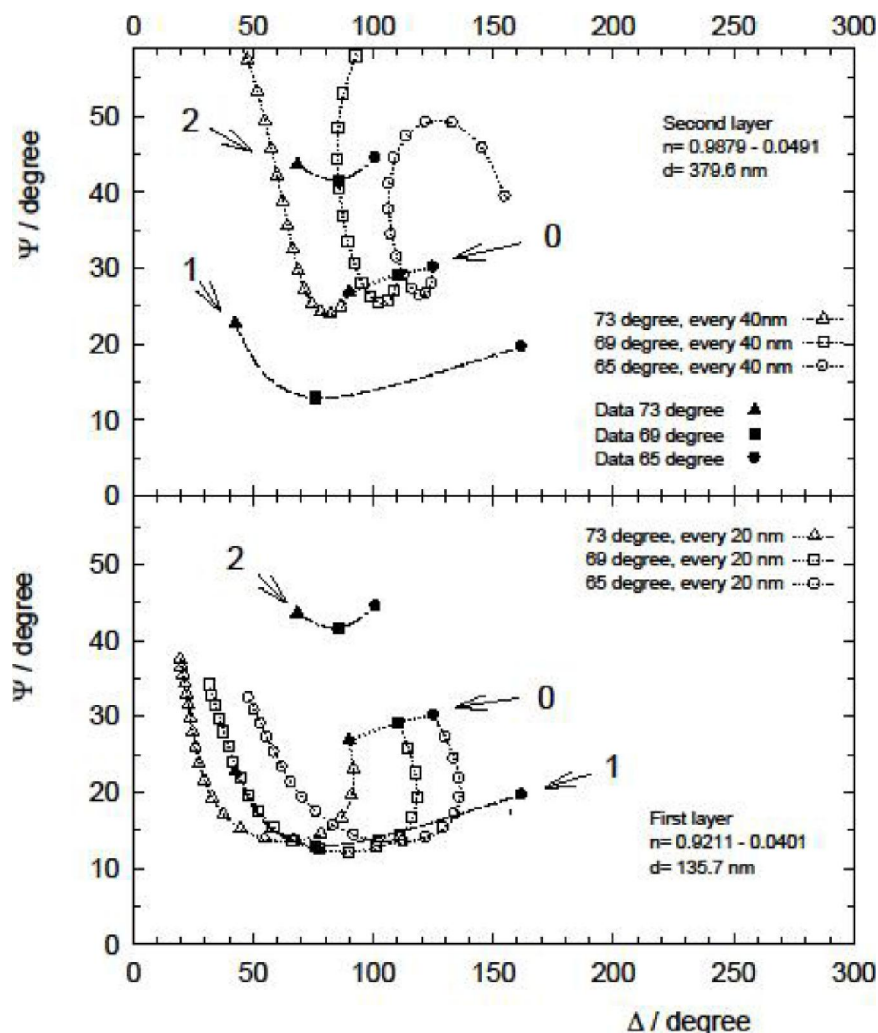 0 50 100 150 200 250 300
Ψ / degree
50
40
30
20
10
0
2
1
0
Second layer
n= 0.9879 - 0.0491
d= 379.6 nm
73 degree, every 40nm
69 degree, every 40 nm
65 degree, every 40 nm
Data 73 degree
Data 69 degree
Data 65 degree
Ψ / degree
50
40
30
20
10
0
2
0
1
73 degree, every 20 nm
69 degree, every 20 nm
65 degree, every 20 nm
First layer
n= 0.9211 - 0.0401
d= 135.7 nm
0 50 100 150 200 250 300
Δ / degree